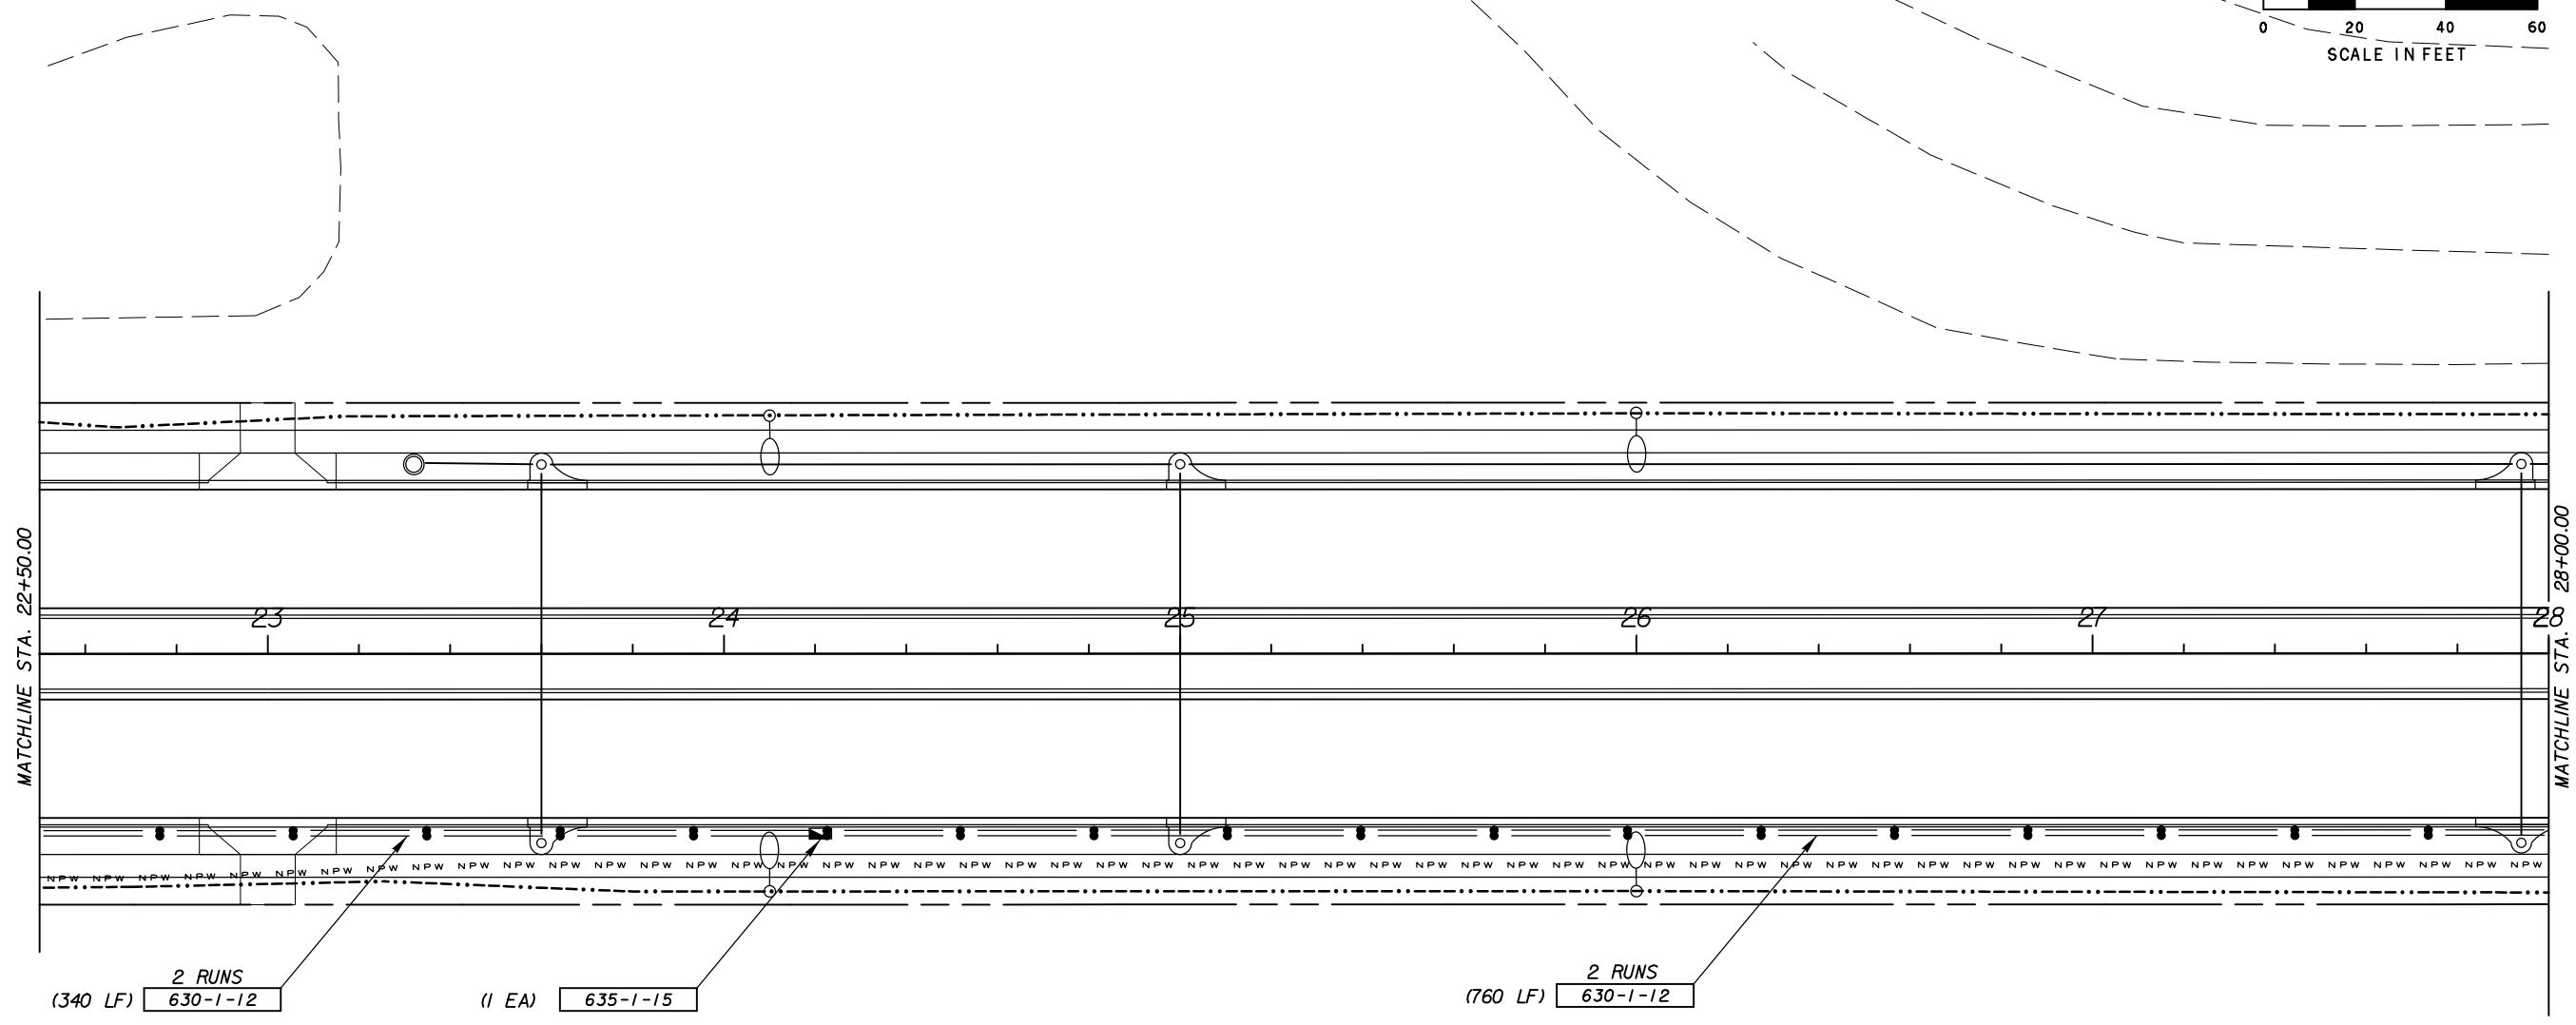 0 20 40 60
SCALE IN FEET
MATCHLINE STA. 22+50.00
MATCHLINE STA. 28+00.00
23 24 25 26 27 28
NPW NPW NPW NPW NPW NPW NPW NPW NPW NPW NPW NPW NPW NPW NPW NPW NPW NPW NPW NPW NPW NPW NPW NPW NPW NPW NPW NPW NPW NPW NPW NPW NPW NPW NPW NPW NPW NPW NPW NPW NPW NPW NPW NPW NPW NPW NPW NPW NPW NPW NPW NPW NPW NPW NPW
2 RUNS
(340 LF) 630-1-12
(1 EA) 635-1-15
2 RUNS
(760 LF) 630-1-12